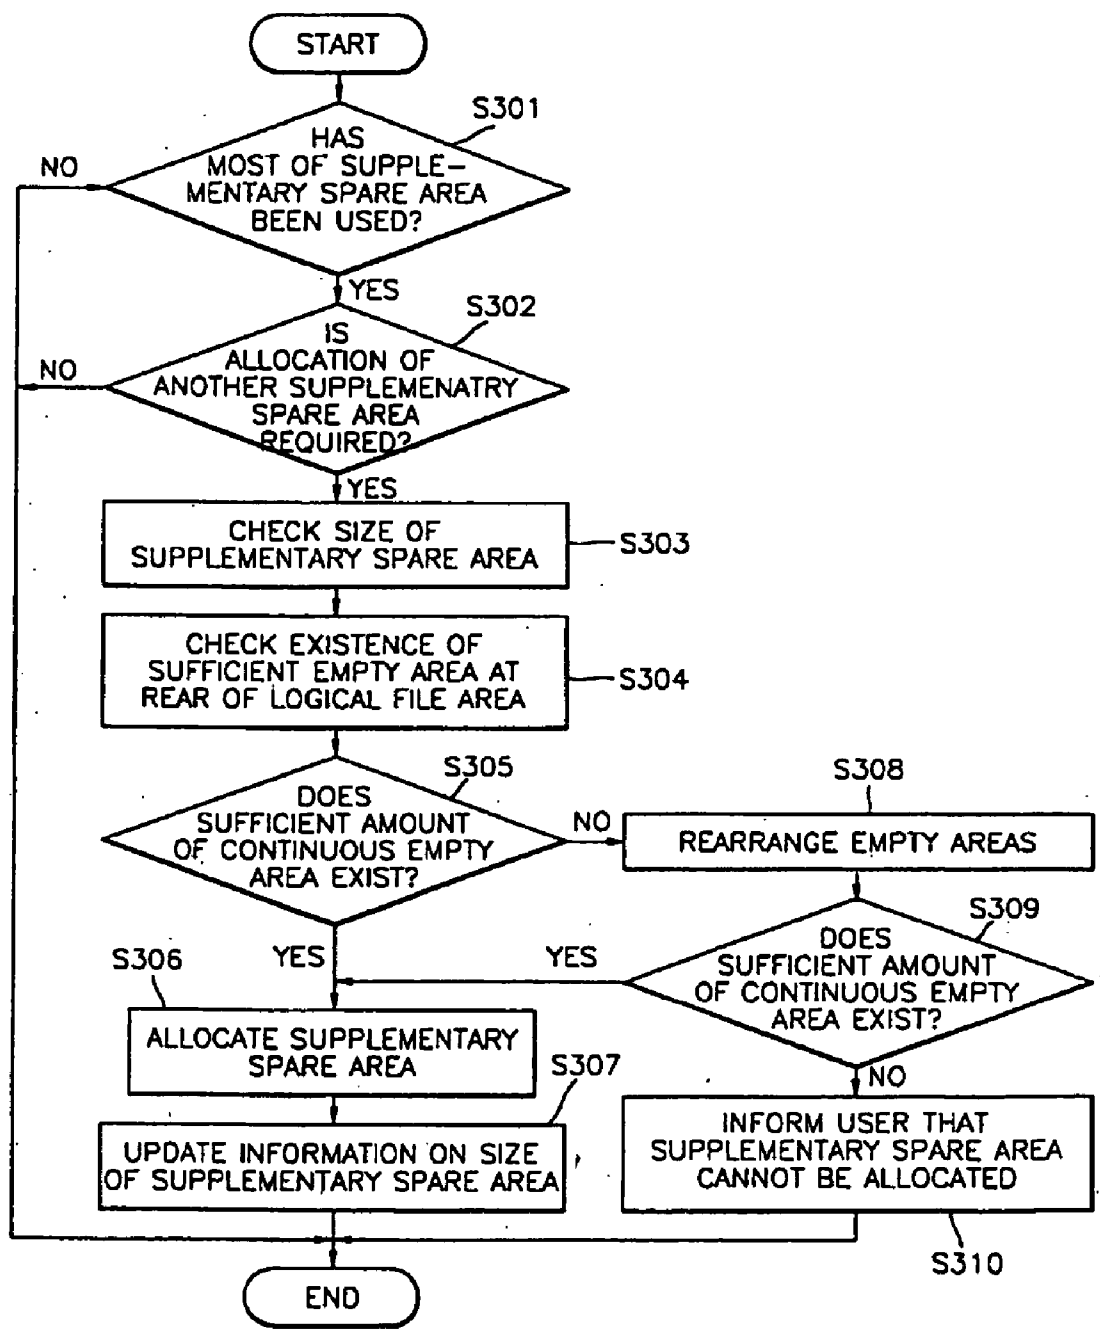 START
S301
HAS
MOST OF SUPPLE-
MENTARY SPARE AREA
BEEN USED?
NO
YES
S302
IS
ALLOCATION OF
ANOTHER SUPPLEMENATRY
SPARE AREA
REQUIRED?
NO
YES
CHECK SIZE OF
SUPPLEMENTARY SPARE AREA
S303
CHECK EXISTENCE OF
SUFFICIENT EMPTY AREA AT
REAR OF LOGICAL FILE AREA
S304
S305
DOES
SUFFICIENT AMOUNT
OF CONTINUOUS EMPTY
AREA EXIST?
NO
YES
S308
REARRANGE EMPTY AREAS
S309
DOES
SUFFICIENT AMOUNT
OF CONTINUOUS EMPTY
AREA EXIST?
YES
NO
S306
ALLOCATE SUPPLEMENTARY
SPARE AREA
S307
UPDATE INFORMATION ON SIZE
OF SUPPLEMENTARY SPARE AREA
INFORM USER THAT
SUPPLEMENTARY SPARE AREA
CANNOT BE ALLOCATED
S310
END